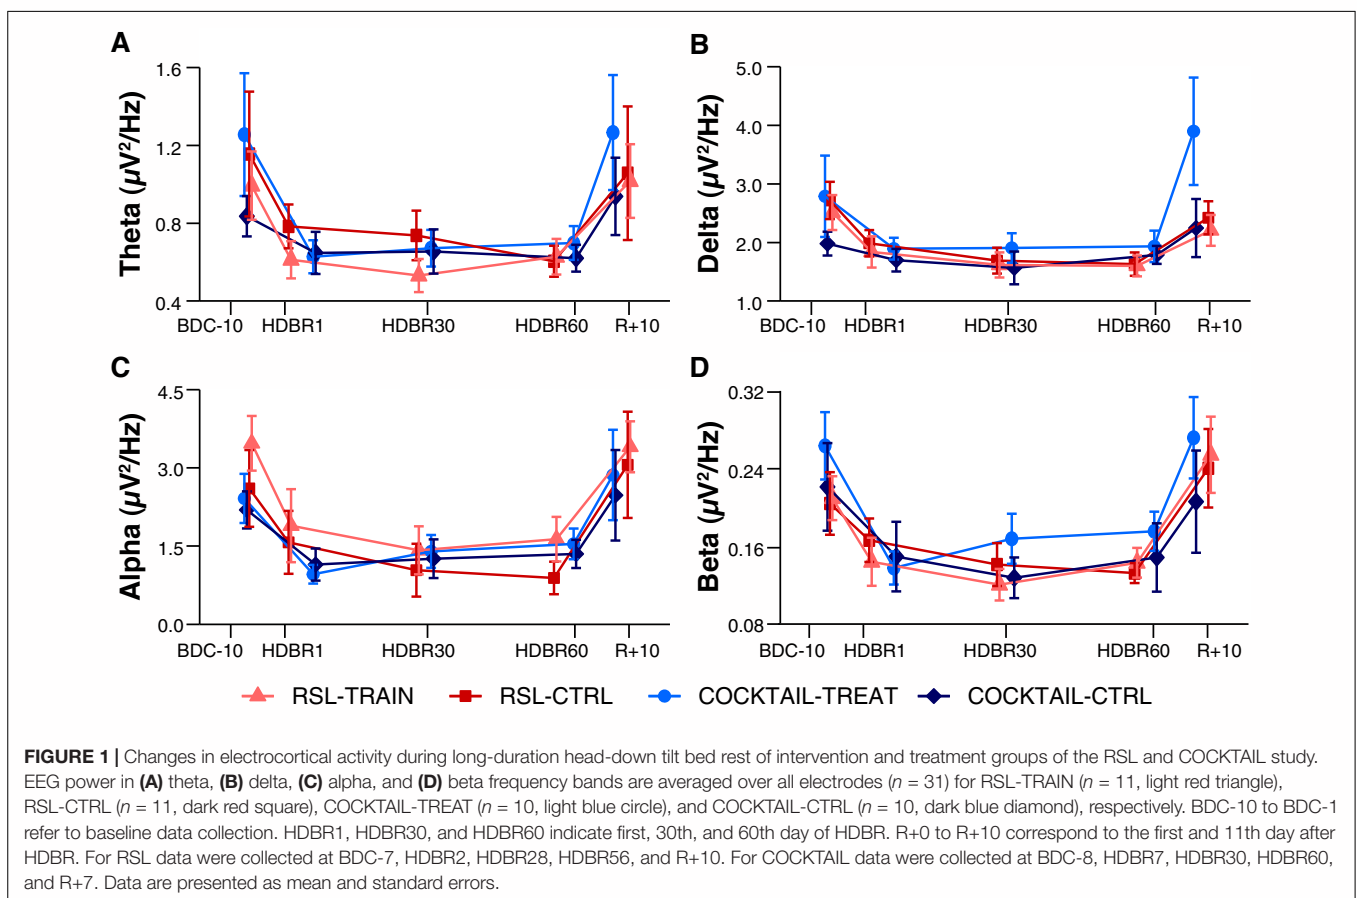 A
Theta (µV²/Hz)
1.6
1.2
0.8
0.4
BDC-10 HDBR1 HDBR30 HDBR60 R+10
B
Delta (µV²/Hz)
5.0
4.0
3.0
2.0
1.0
BDC-10 HDBR1 HDBR30 HDBR60 R+10
C
Alpha (µV²/Hz)
4.5
3.0
1.5
0.0
BDC-10 HDBR1 HDBR30 HDBR60 R+10
D
Beta (µV²/Hz)
0.32
0.24
0.16
0.08
BDC-10 HDBR1 HDBR30 HDBR60 R+10
RSL-TRAIN RSL-CTRL COCKTAIL-TREAT COCKTAIL-CTRL
FIGURE 1 | Changes in electrocortical activity during long-duration head-down tilt bed rest of intervention and treatment groups of the RSL and COCKTAIL study.
EEG power in (A) theta, (B) delta, (C) alpha, and (D) beta frequency bands are averaged over all electrodes (n = 31) for RSL-TRAIN (n = 11, light red triangle),
RSL-CTRL (n = 11, dark red square), COCKTAIL-TREAT (n = 10, light blue circle), and COCKTAIL-CTRL (n = 10, dark blue diamond), respectively. BDC-10 to BDC-1
refer to baseline data collection. HDBR1, HDBR30, and HDBR60 indicate first, 30th, and 60th day of HDBR. R+0 to R+10 correspond to the first and 11th day after
HDBR. For RSL data were collected at BDC-7, HDBR2, HDBR28, HDBR56, and R+10. For COCKTAIL data were collected at BDC-8, HDBR7, HDBR30, HDBR60,
and R+7. Data are presented as mean and standard errors.